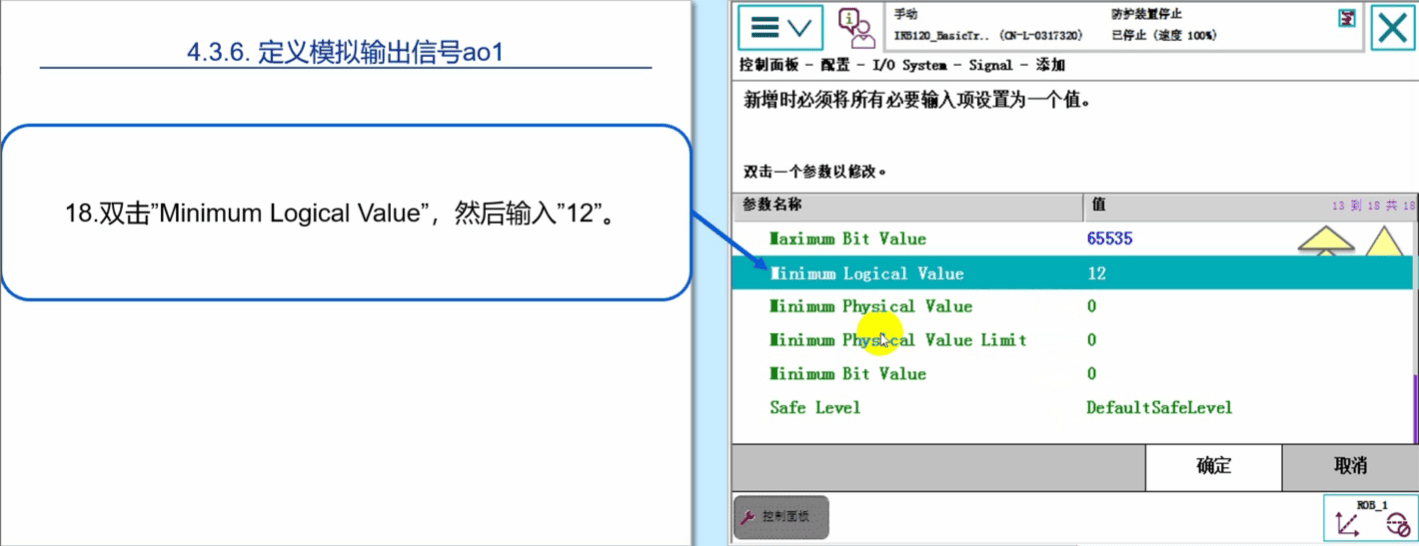 4.3.6. 定义模拟输出信号ao1
18.双击”Minimum Logical Value”，然后输入”12”。
手动
防护装置停止
IRB120_BasicTr.. (CN-L-0317320)
已停止 (速度 100%)
控制面板 - 配置 - I/O System - Signal - 添加
新增时必须将所有必要输入项设置为一个值。
双击一个参数以修改。
参数名称 值 13 到 18 共 18
Maximum Bit Value 65535
Minimum Logical Value 12
Minimum Physical Value 0
Minimum Physical Value Limit 0
Minimum Bit Value 0
Safe Level DefaultSafeLevel
确定 取消
控制面板
ROB_1